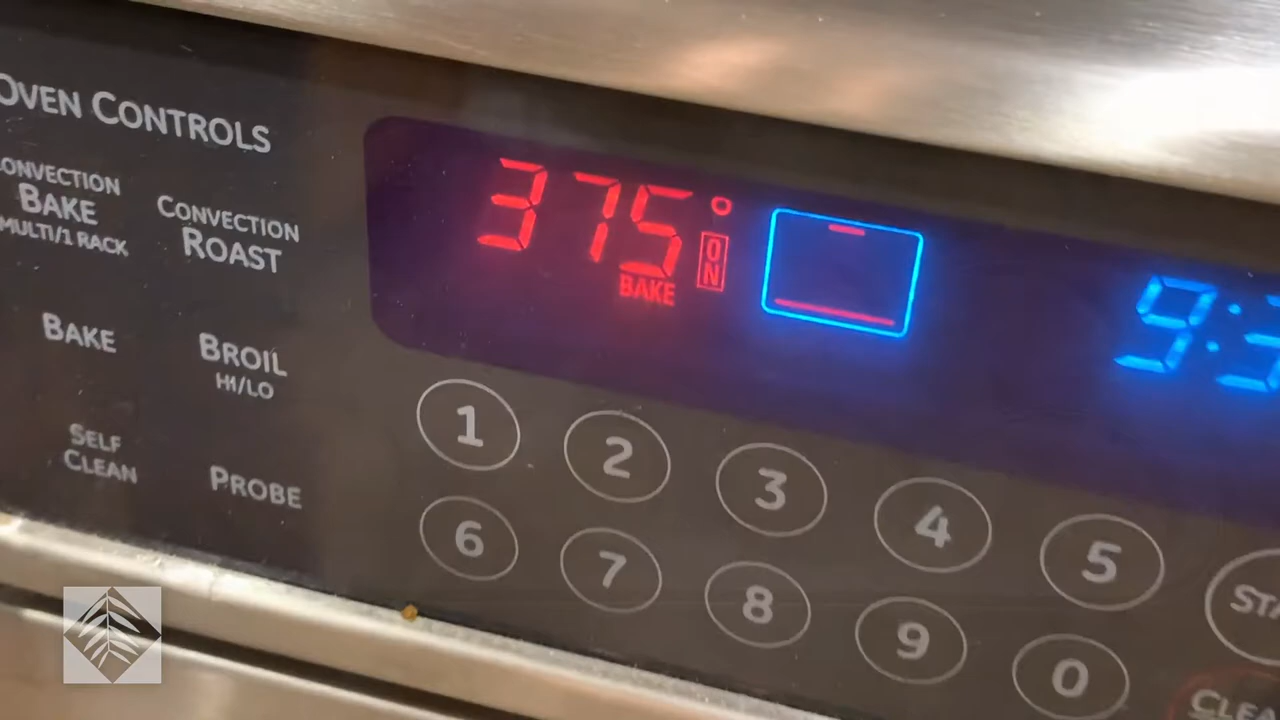 OVEN CONTROLS
CONVECTION
BAKE
MULTI/1 RACK
CONVECTION
ROAST
BAKE
BROIL
HI/LO
SELF
CLEAN
PROBE
375°
ON
BAKE
1
2
3
4
5
6
7
8
9
0